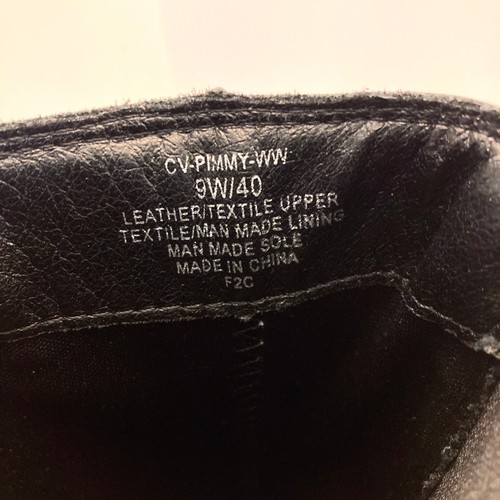 CV-PIMMY-WW
9W/40
LEATHER/TEXTILE UPPER
TEXTILE/MAN MADE LINING
MAN MADE SOLE
MADE IN CHINA
F2C